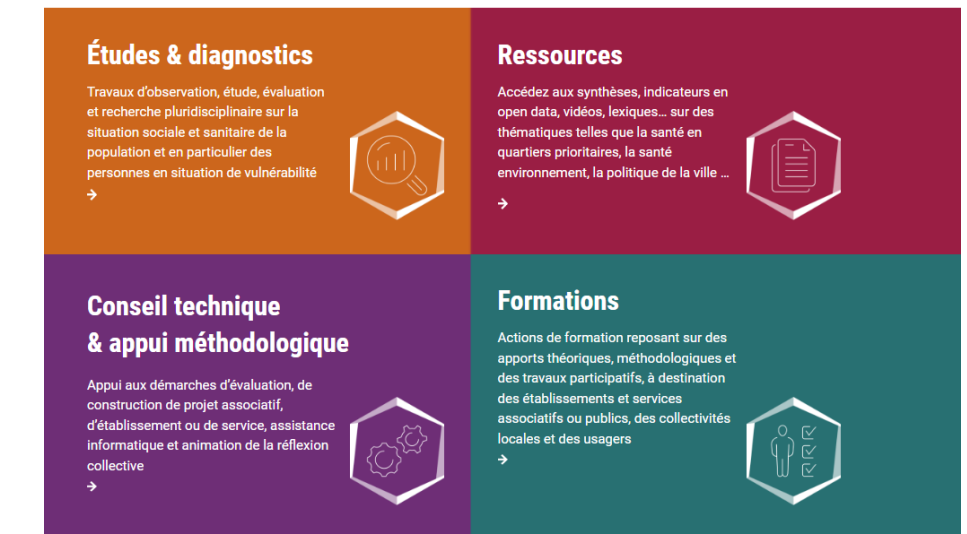 Études & diagnostics
Travaux d'observation, étude, évaluation
et recherche pluridisciplinaire sur la
situation sociale et sanitaire de la
population et en particulier des
personnes en situation de vulnérabilité
→
Ressources
Accédez aux synthèses, indicateurs en
open data, vidéos, lexiques... sur des
thématiques telles que la santé en
quartiers prioritaires, la santé
environnement, la politique de la ville ...
→
Conseil technique
& appui méthodologique
Appui aux démarches d'évaluation, de
construction de projet associatif,
d'établissement ou de service, assistance
informatique et animation de la réflexion
collective
→
Formations
Actions de formation reposant sur des
apports théoriques, méthodologiques et
des travaux participatifs, à destination
des établissements et services
associatifs ou publics, des collectivités
locales et des usagers
→